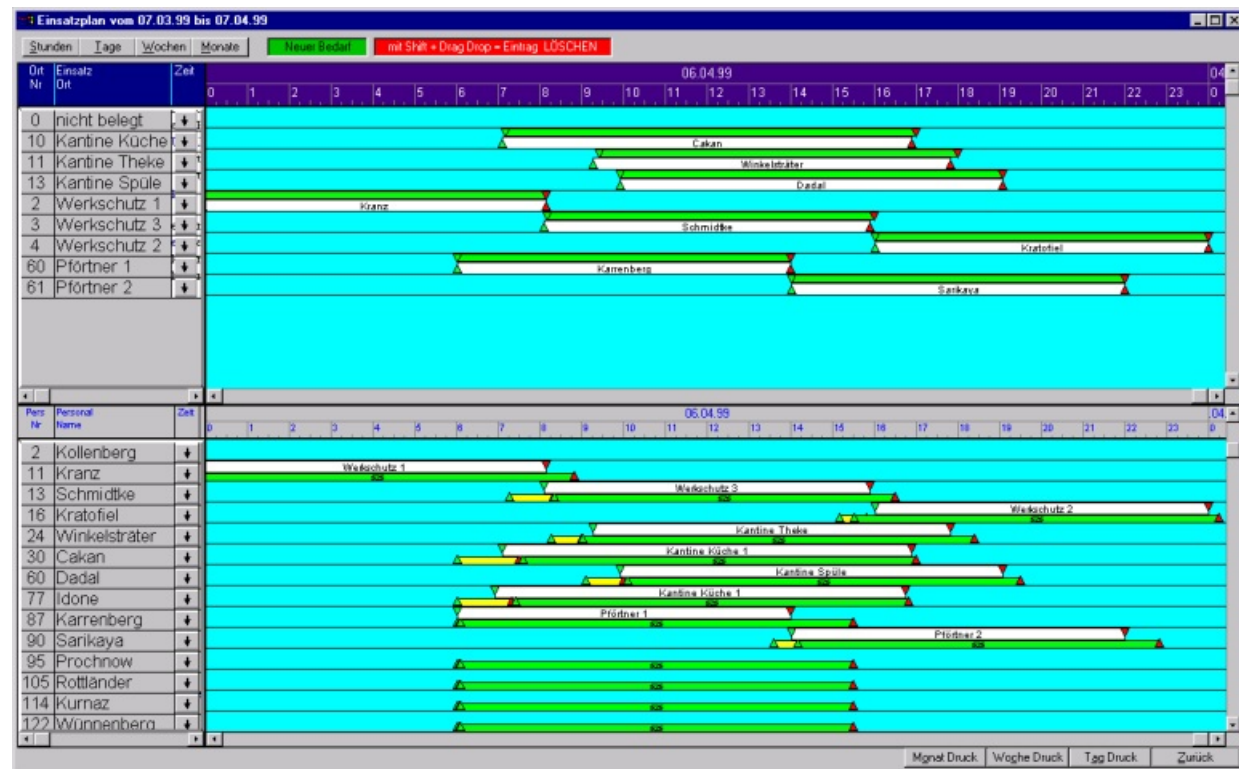 Einsatzplan vom 07.03.99 bis 07.04.99
Stunden Tage Wochen Monate Neuer Bedarf mit Shift + Drag Drop = Eintrag LÖSCHEN
Ort Einsatz Zeit 06.04.99 04
Nr Ort 0 1 2 3 4 5 6 7 8 9 10 11 12 13 14 15 16 17 18 19 20 21 22 23 0
0 nicht belegt
10 Kantine Küche Cakan
11 Kantine Theke Winkelsträter
13 Kantine Spüle Dadal
2 Werkschutz 1 Kranz
3 Werkschutz 3 Schmidtke
4 Werkschutz 2 Kratofiel
60 Pförtner 1 Karrenberg
61 Pförtner 2 Sarikaya
Pers Personal Zeit 06.04.99 04.
Nr Name 0 1 2 3 4 5 6 7 8 9 10 11 12 13 14 15 16 17 18 19 20 21 22 23 0
2 Kollenberg
11 Kranz Werkschutz 1
13 Schmidtke Werkschutz 3
16 Kratofiel Werkschutz 2
24 Winkelsträter Kantine Theke
30 Cakan Kantine Küche 1
60 Dadal Kantine Spüle
77 Idone Kantine Küche 1
87 Karrenberg Pförtner 1
90 Sarikaya Pförtner 2
95 Prochnow
105 Rottländer
114 Kurnaz
122 Wünnenberg
Monat Druck Woche Druck Tag Druck Zurück